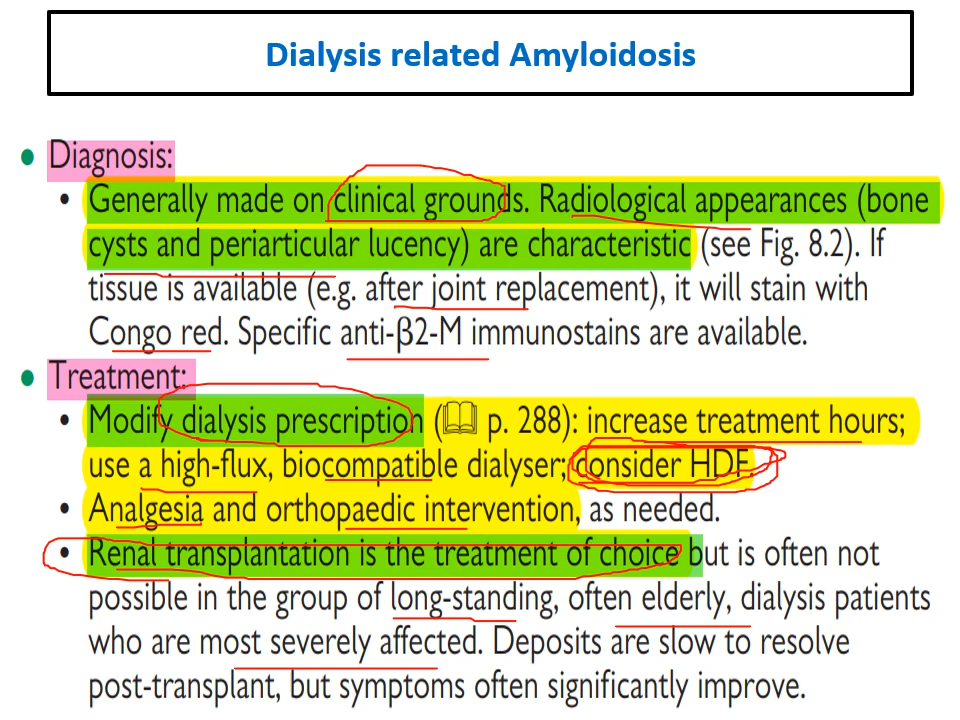 Dialysis related Amyloidosis
• Diagnosis:
• Generally made on clinical grounds. Radiological appearances (bone
cysts and periarticular lucency) are characteristic (see Fig. 8.2). If
tissue is available (e.g. after joint replacement), it will stain with
Congo red. Specific anti-β2-M immunostains are available.
• Treatment:
• Modify dialysis prescription (📖 p. 288): increase treatment hours;
use a high-flux, biocompatible dialyser; consider HDF.
• Analgesia and orthopaedic intervention, as needed.
• Renal transplantation is the treatment of choice but is often not
possible in the group of long-standing, often elderly, dialysis patients
who are most severely affected. Deposits are slow to resolve
post-transplant, but symptoms often significantly improve.